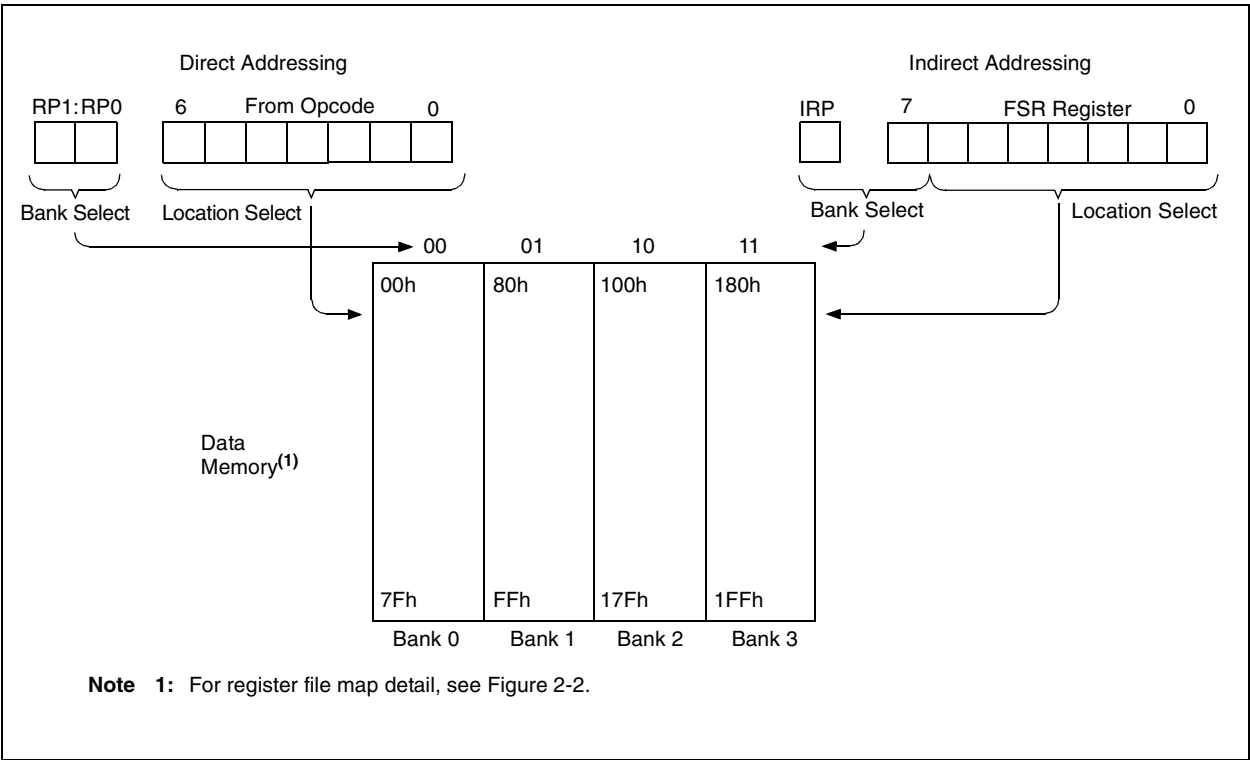 Direct Addressing
Indirect Addressing
RP1:RP0 6 From Opcode 0
IRP 7 FSR Register 0
Bank Select Location Select
Bank Select Location Select
00 01 10 11
00h 80h 100h 180h
Data
Memory(1)
7Fh FFh 17Fh 1FFh
Bank 0 Bank 1 Bank 2 Bank 3
Note 1: For register file map detail, see Figure 2-2.